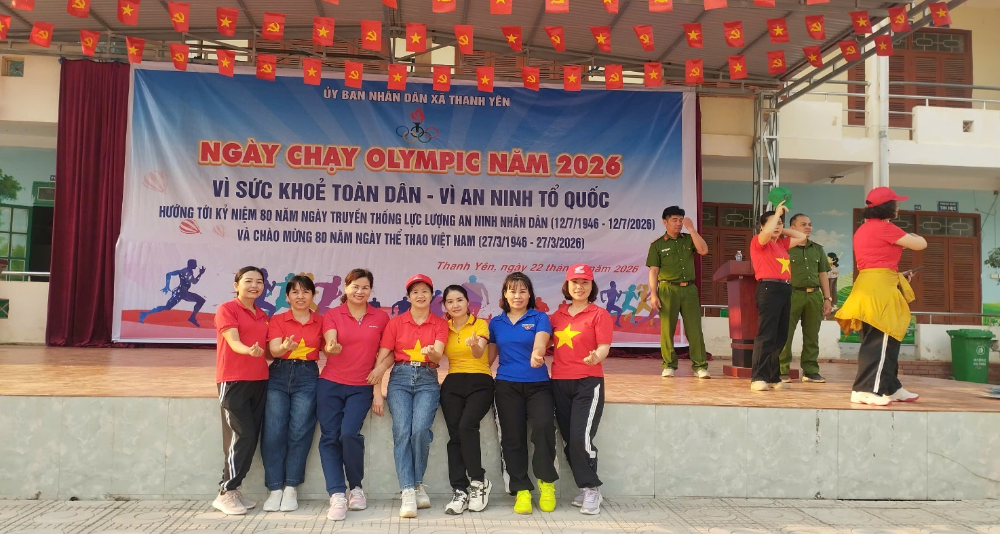 ỦY BAN NHÂN DÂN XÃ THANH YÊN
NGÀY CHẠY OLYMPIC NĂM 2026
VÌ SỨC KHOẺ TOÀN DÂN - VÌ AN NINH TỔ QUỐC
HƯỚNG TỚI KỶ NIỆM 80 NĂM NGÀY TRUYỀN THỐNG LỰC LƯỢNG AN NINH NHÂN DÂN (12/7/1946 - 12/7/2026)
VÀ CHÀO MỪNG 80 NĂM NGÀY THỂ THAO VIỆT NAM (27/3/1946 - 27/3/2026)
Thanh Yên, ngày 22 thán năm 2026
TIN HỌC